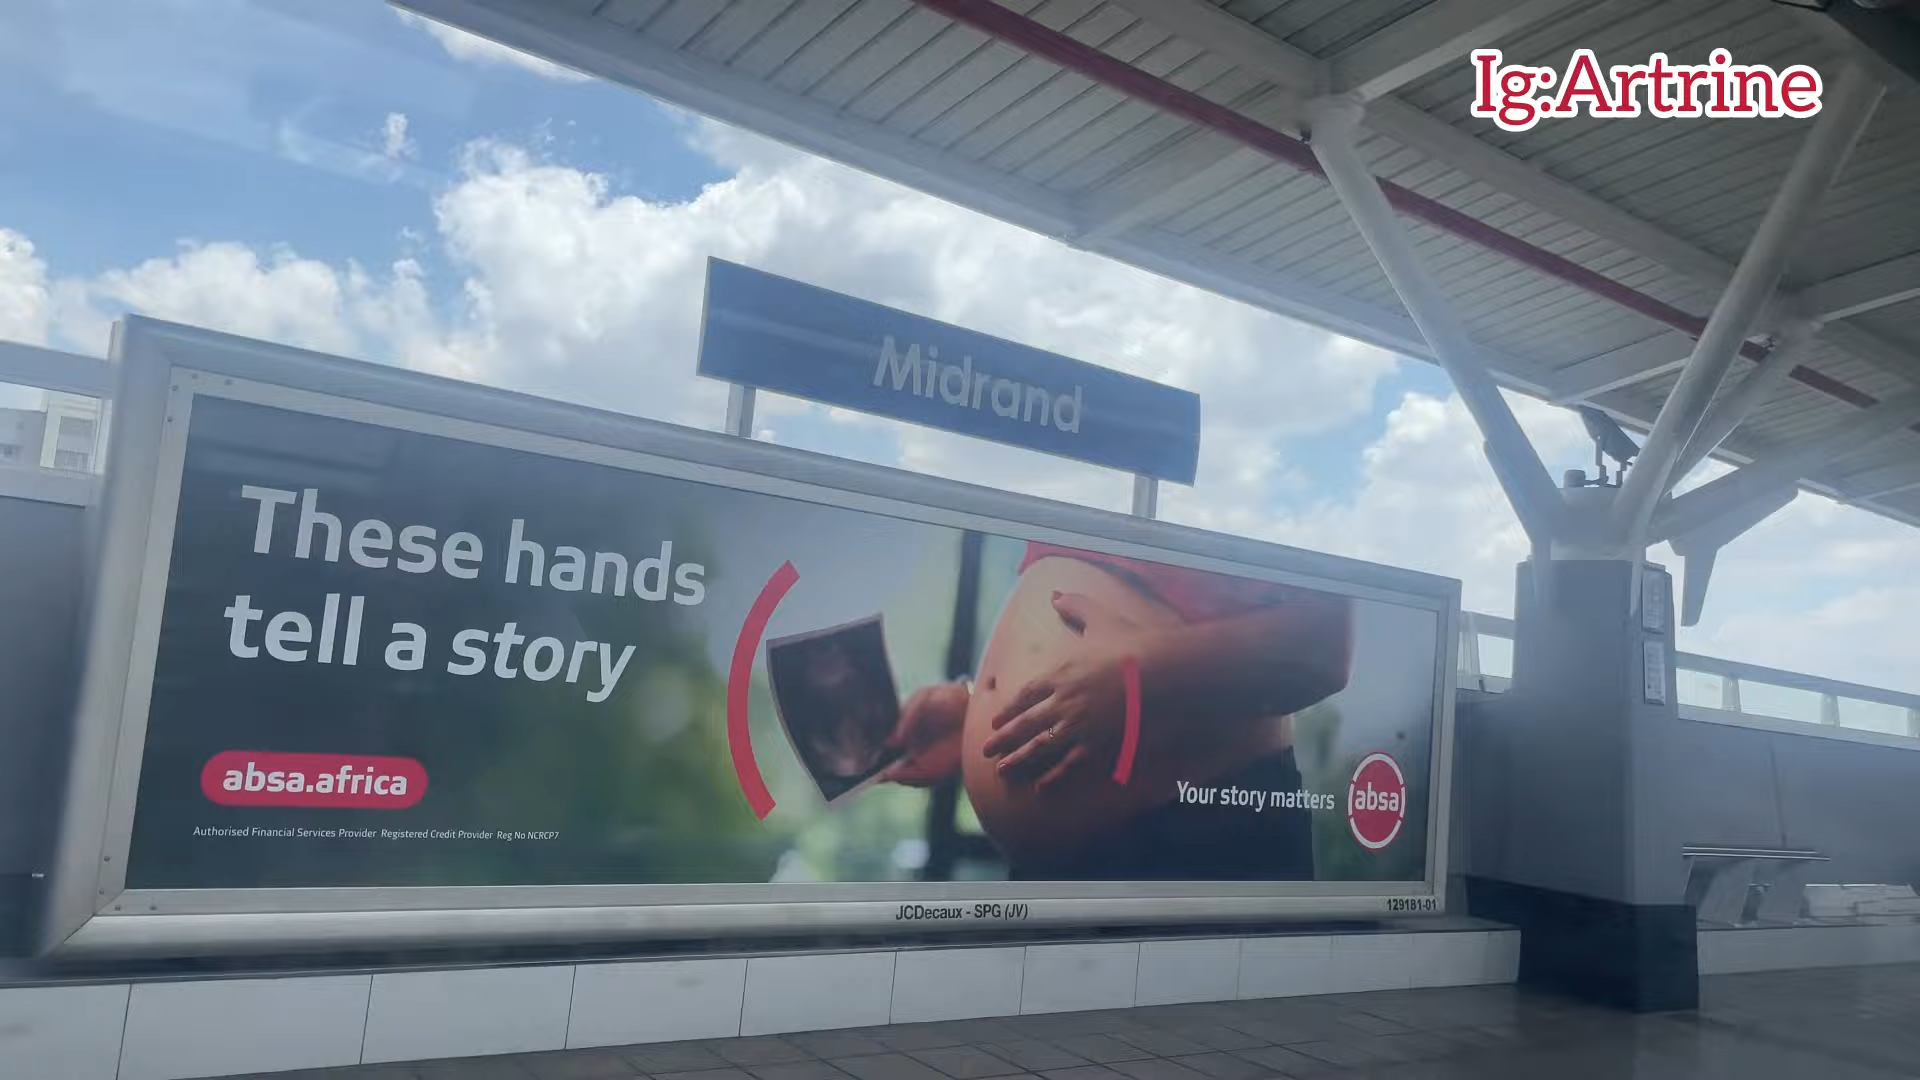 Ig:Artrine
Midrand
These hands
tell a story
absa.africa
Authorised Financial Services Provider Registered Credit Provider Reg No NCRCP7
Your story matters
absa
JCDecaux - SPG (JV)
129181-01